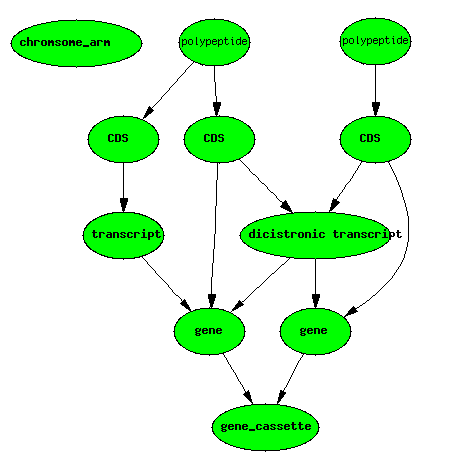 chromsome_arm
polypeptide
polypeptide
CDS
CDS
CDS
transcript
dicistronic transcript
gene
gene
gene_cassette